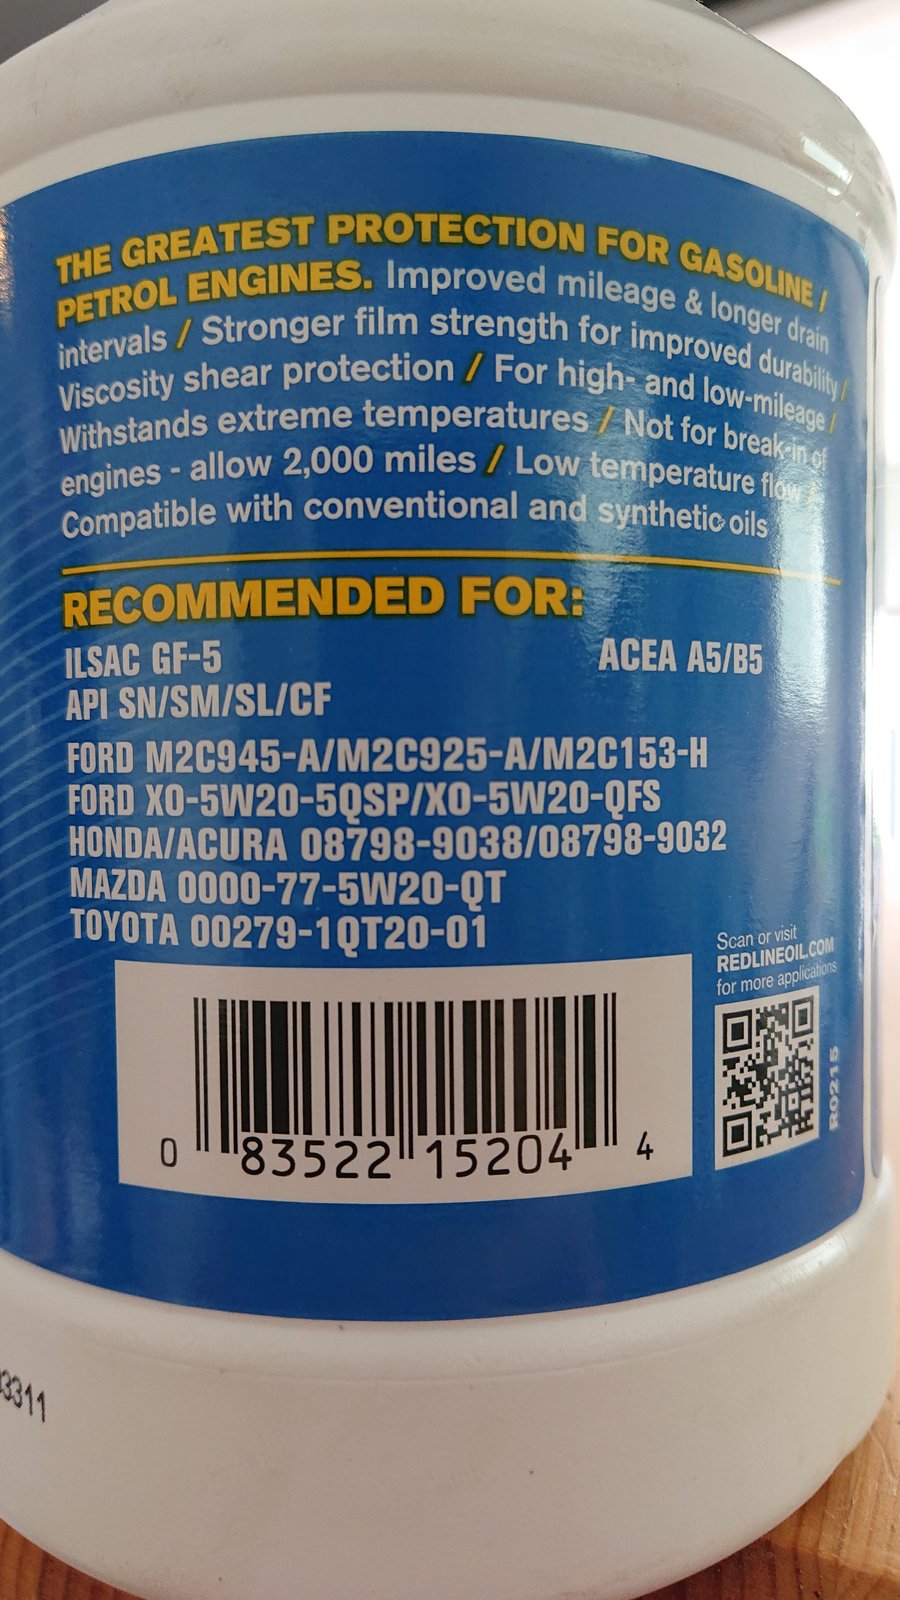 THE GREATEST PROTECTION FOR GASOLINE /
PETROL ENGINES. Improved mileage & longer drain
intervals / Stronger film strength for improved durability /
Viscosity shear protection / For high- and low-mileage /
Withstands extreme temperatures / Not for break-in of
engines - allow 2,000 miles / Low temperature flow /
Compatible with conventional and synthetic oils
RECOMMENDED FOR:
ILSAC GF-5 ACEA A5/B5
API SN/SM/SL/CF
FORD M2C945-A/M2C925-A/M2C153-H
FORD XO-5W20-5QSP/XO-5W20-QFS
HONDA/ACURA 08798-9038/08798-9032
MAZDA 0000-77-5W20-QT
TOYOTA 00279-1QT20-01
Scan or visit
REDLINEOIL.COM
for more applications
R0215
0 83522 15204 4
3311